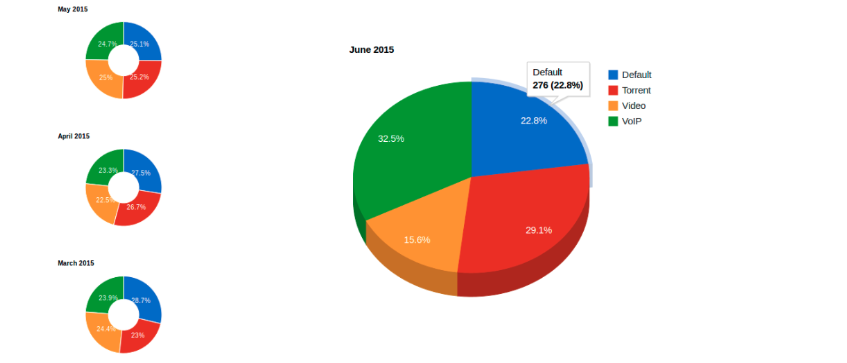 May 2015
24.7%
25.1%
25%
25.2%
April 2015
23.3%
27.5%
22.5%
26.7%
March 2015
23.9%
28.7%
24.4%
23%
June 2015
Default
276 (22.8%)
22.8%
32.5%
29.1%
15.6%
Default
Torrent
Video
VoIP